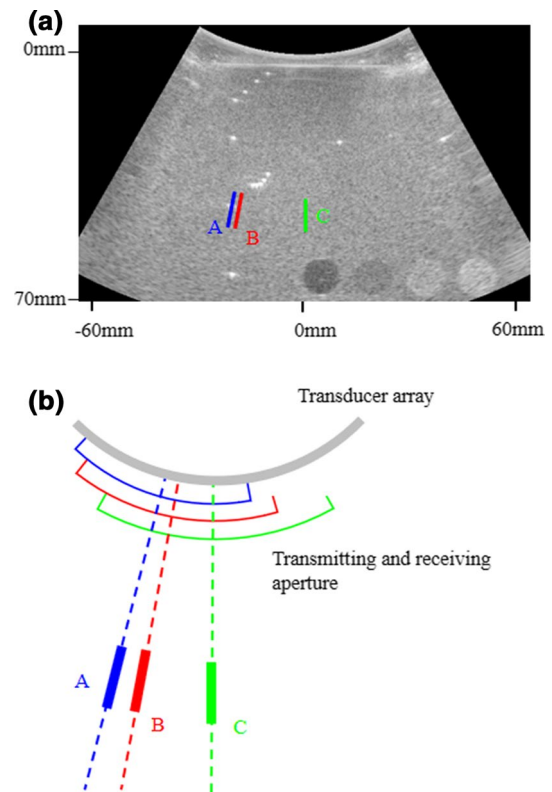 (a)
0mm
A
B
C
70mm
-60mm
0mm
60mm
(b)
Transducer array
Transmitting and receiving
aperture
A
B
C